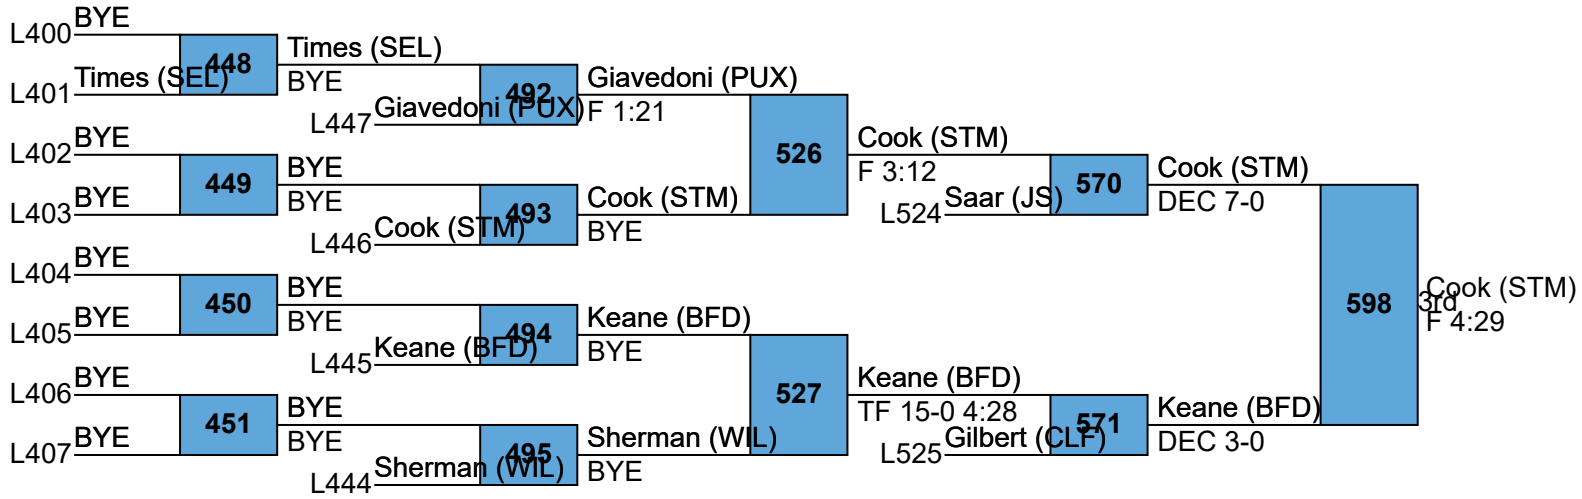 BYE
L400
448
Times (SEL)
L401
Times (SEL)
BYE
492
Giavedoni (PUX)
L447
Giavedoni (PUX)
F 1:21
BYE
L402
449
BYE
L403
BYE
BYE
493
Cook (STM)
L446
Cook (STM)
BYE
526
Cook (STM)
F 3:12
L524
Saar (JS)
570
Cook (STM)
DEC 7-0
BYE
L404
450
BYE
L405
BYE
BYE
494
Keane (BFD)
L445
Keane (BFD)
BYE
BYE
L406
451
BYE
L407
BYE
BYE
495
Sherman (WIL)
L444
Sherman (WIL)
BYE
527
Keane (BFD)
TF 15-0 4:28
L525
Gilbert (CLF)
571
Keane (BFD)
DEC 3-0
598
3rd
Cook (STM)
F 4:29